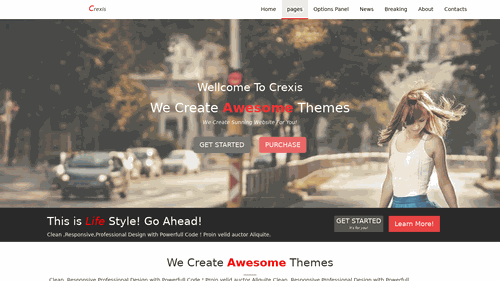 Crexis
Home pages Options Panel News Breaking About Contacts
Wellcome To Crexis
We Create Awesome Themes
We Create Sunning Website For You!
GET STARTED PURCHASE
This is Life Style! Go Ahead!
Clean ,Responsive,Professional Design with Powerfull Code ! Proin velid auctor Aliquite.
GET STARTED
It's for you!
Learn More!
We Create Awesome Themes
Clean ,Responsive,Professional Design with Powerfull Code ! Proin velid auctor Aliquite.Clean ,Responsive,Professional Design with Powerfull